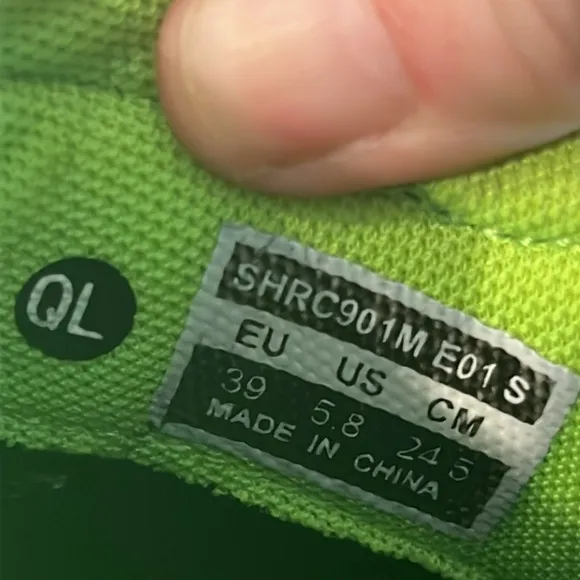 QL
SHRC901M E01 S
EU US CM
39 5.8 24.5
MADE IN CHINA